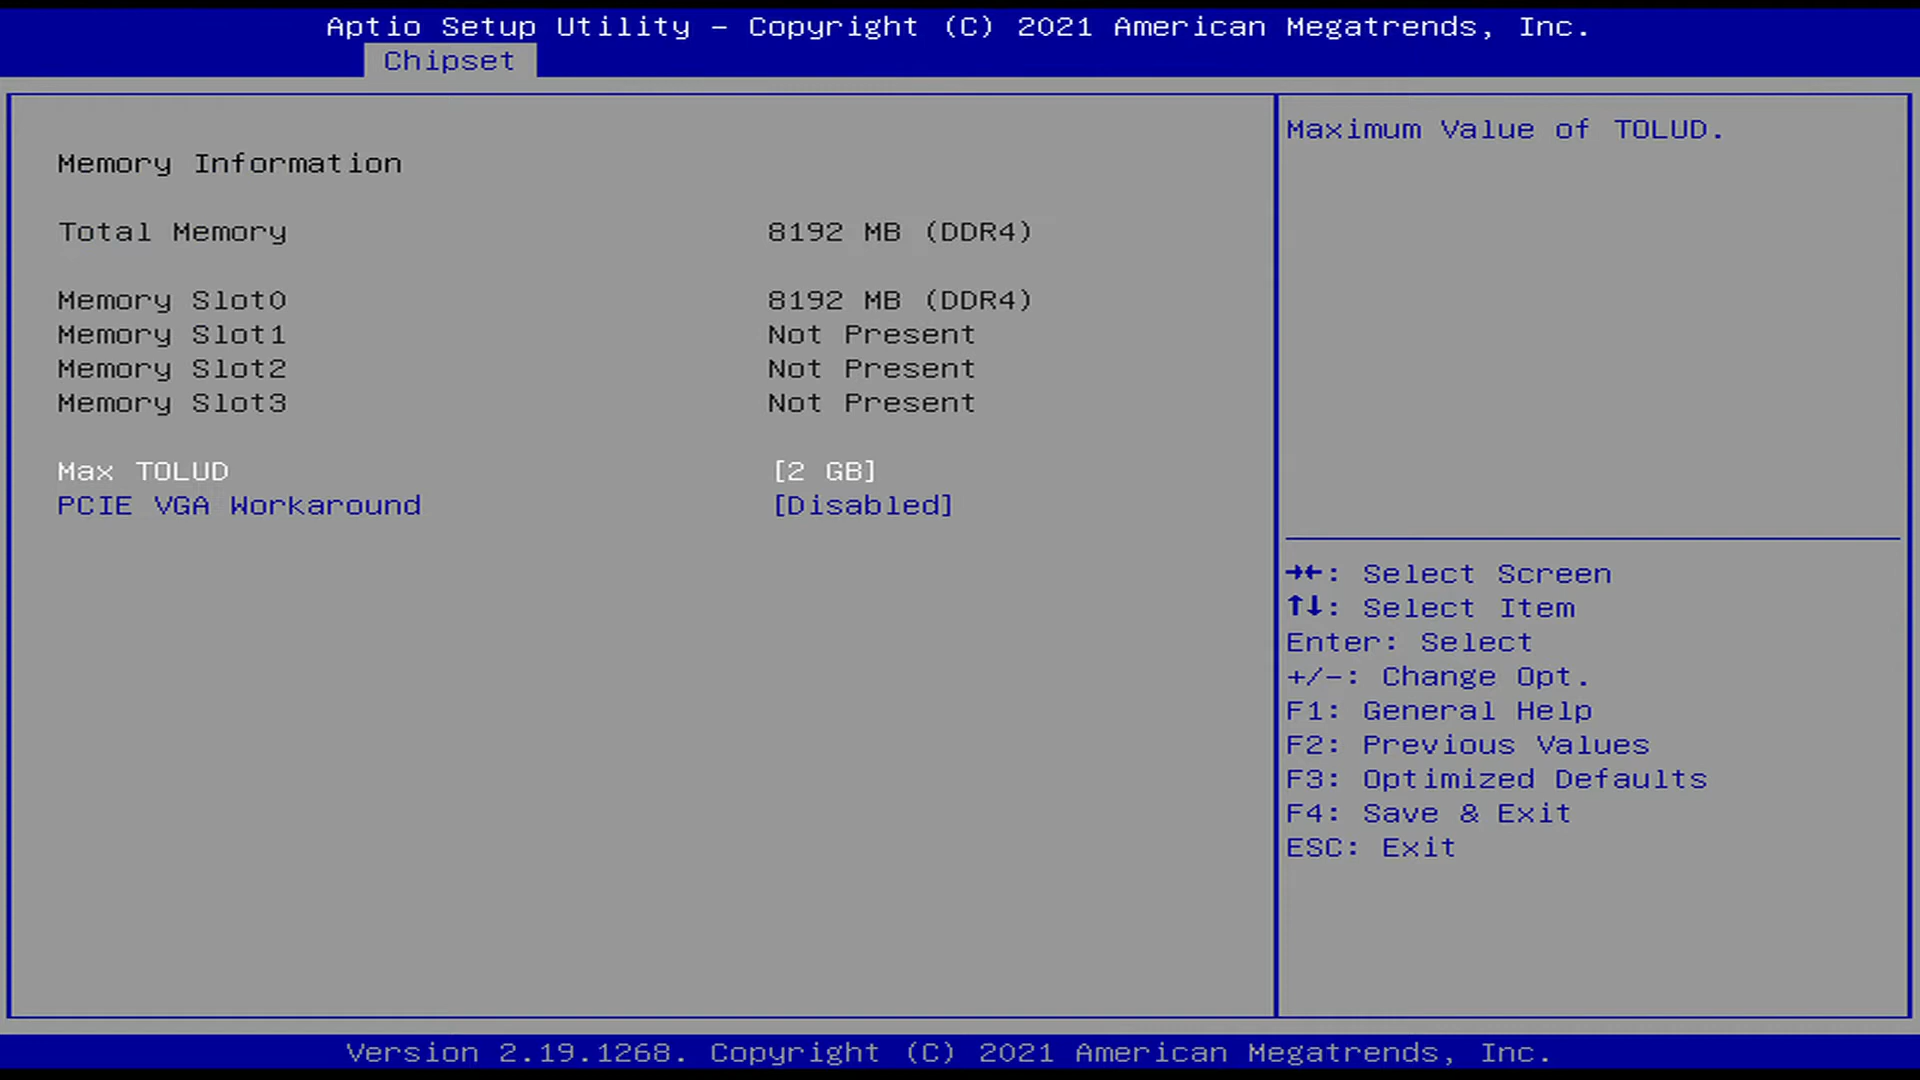 Aptio Setup Utility – Copyright (C) 2021 American Megatrends, Inc.
Chipset
Memory Information
Total Memory 8192 MB (DDR4)
Memory Slot0 8192 MB (DDR4)
Memory Slot1 Not Present
Memory Slot2 Not Present
Memory Slot3 Not Present
Max TOLUD [2 GB]
PCIE VGA Workaround [Disabled]
Maximum Value of TOLUD.
→←: Select Screen
↑↓: Select Item
Enter: Select
+/-: Change Opt.
F1: General Help
F2: Previous Values
F3: Optimized Defaults
F4: Save & Exit
ESC: Exit
Version 2.19.1268. Copyright (C) 2021 American Megatrends, Inc.